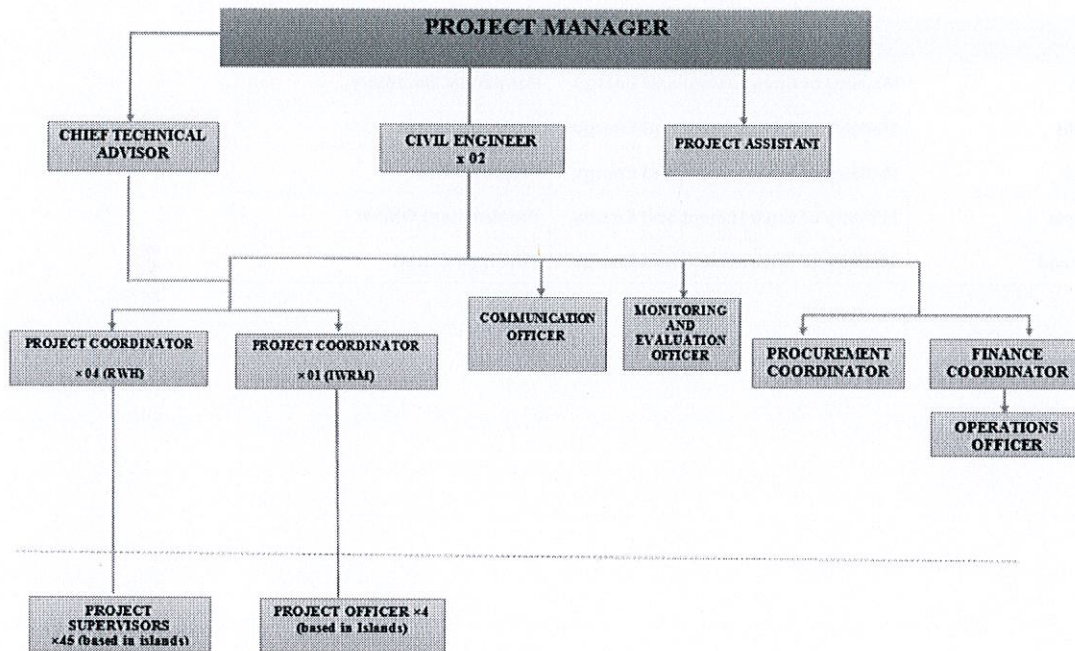 PROJECT MANAGER
CHIEF TECHNICAL
ADVISOR
CIVIL ENGINEER
x 02
PROJECT ASSISTANT
COMMUNICATION
OFFICER
MONITORING
AND
EVALUATION
OFFICER
PROJECT COORDINATOR
×04 (RWH)
PROJECT COORDINATOR
×01 (IWRM)
PROCUREMENT
COORDINATOR
FINANCE
COORDINATOR
OPERATIONS
OFFICER
PROJECT
SUPERVISORS
×45 (based in islands)
PROJECT OFFICER ×4
(based in Islands)